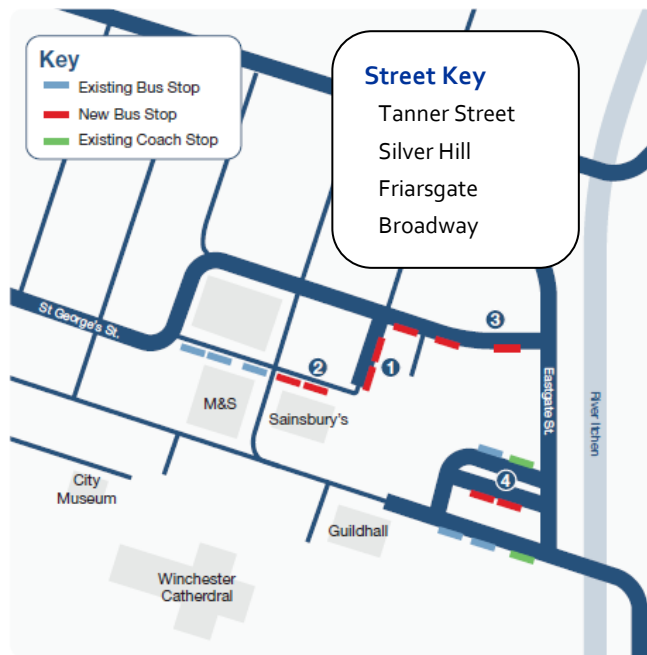 Key
Existing Bus Stop
New Bus Stop
Existing Coach Stop
Street Key
Tanner Street
Silver Hill
Friarsgate
Broadway
St George's St.
3
2
1
M&S
Sainsbury's
Eastgate St.
River Itchen
4
City
Museum
Guildhall
Winchester
Catherdral